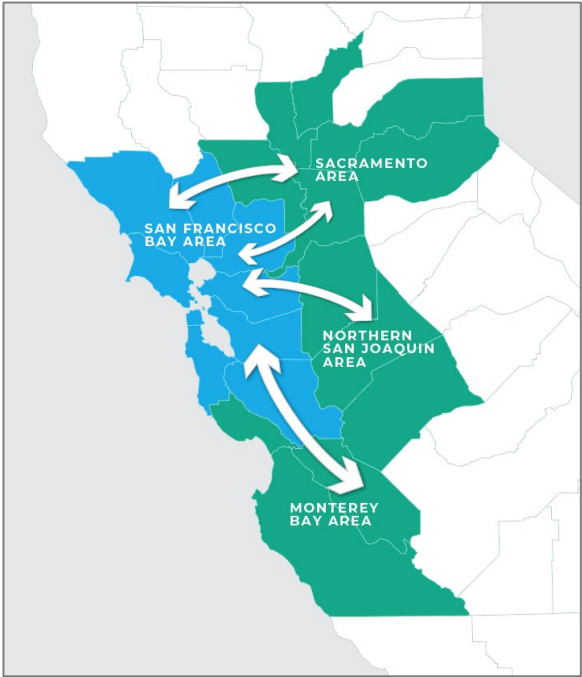 SACRAMENTO
AREA
SAN FRANCISCO
BAY AREA
NORTHERN
SAN JOAQUIN
AREA
MONTEREY
BAY AREA